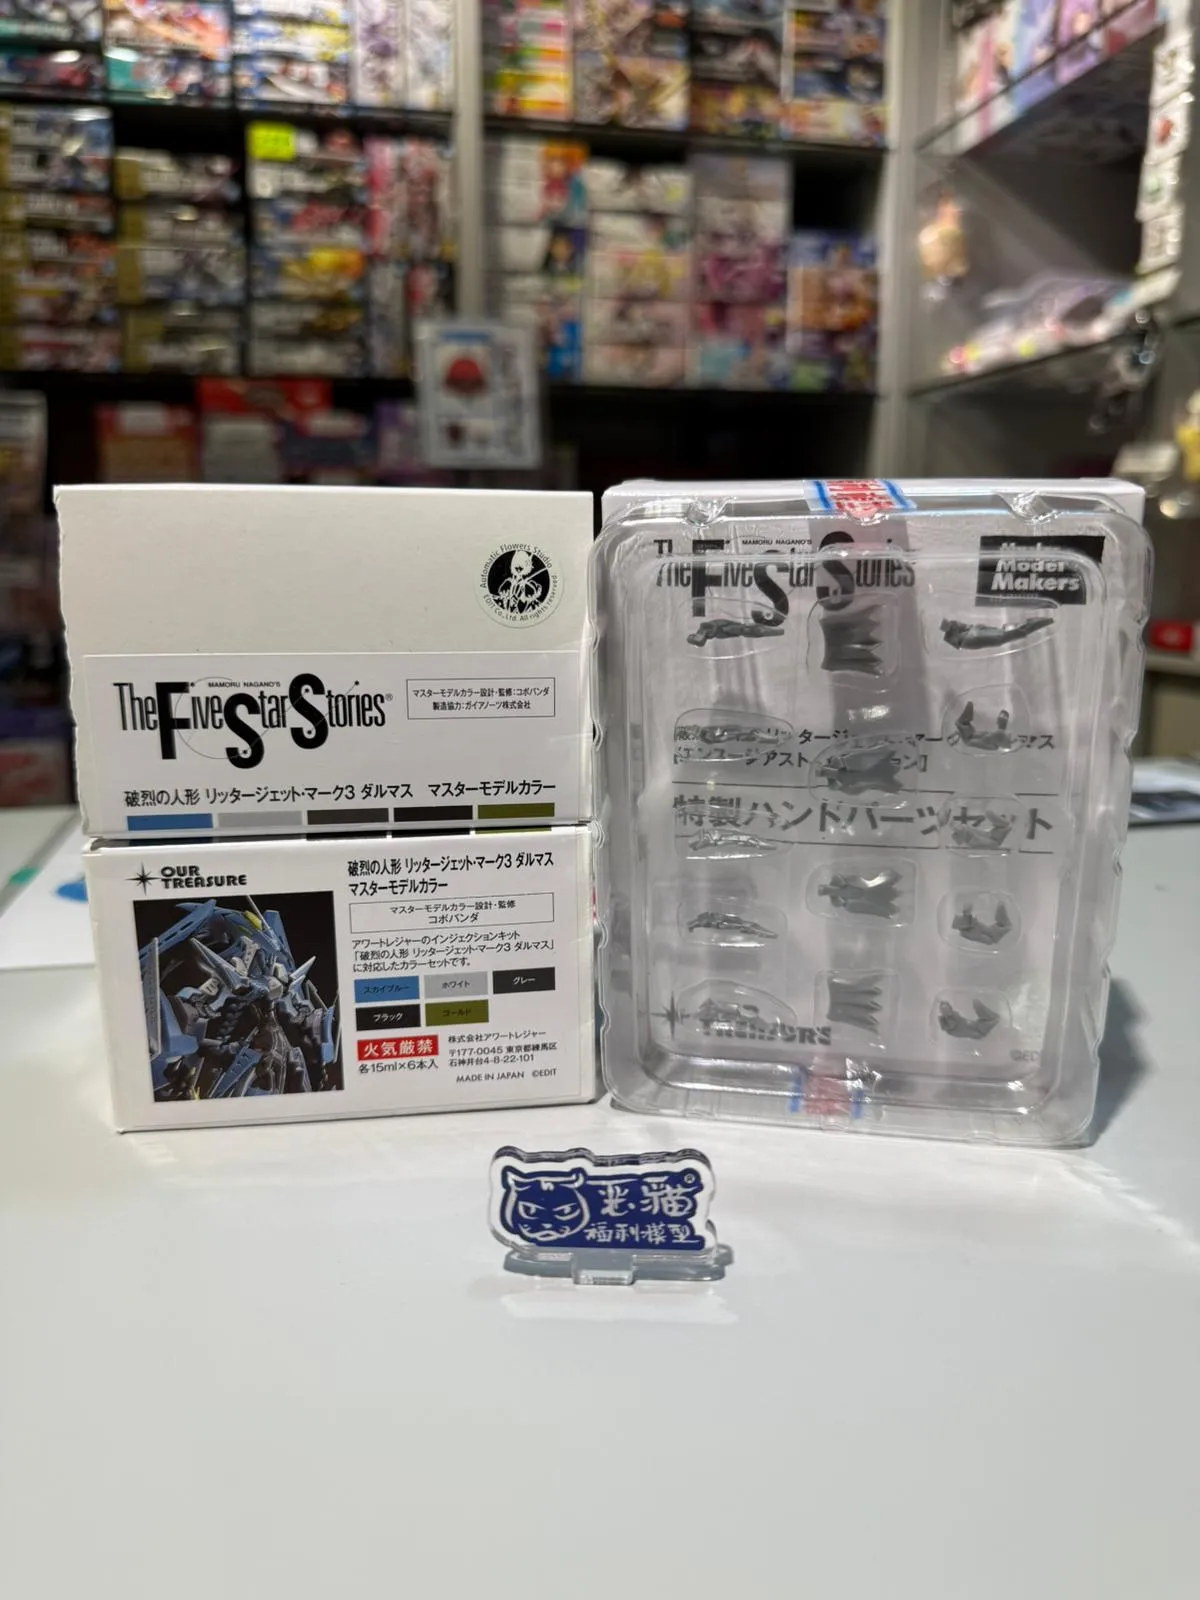 Automatic Flowers Studio
EDIT Co.,Ltd. All rights reserved
MAMORU NAGANO'S
The Five Star Stories®
マスターモデルカラー設計・監修:コボパンダ
製造協力:ガイアノーツ株式会社
破烈の人形 リッタージェット・マーク3 ダルマス マスターモデルカラー
OUR
TREASURE
破烈の人形 リッタージェット・マーク3 ダルマス
マスターモデルカラー
マスターモデルカラー設計・監修
コボパンダ
アワートレジャーのインジェクションキット
「破烈の人形 リッタージェット・マーク3 ダルマス」
に対応したカラーセットです。
スカイブルー ホワイト グレー
ブラック ゴールド
火気厳禁
各15ml×6本入
株式会社アワートレジャー
〒177-0045 東京都練馬区
石神井台4-8-22-101
MADE IN JAPAN ©EDIT
MAMORU NAGANO'S
The Five Star Stories
Model
Makers
特製ハンドパーツセット
惡貓®
福利模型